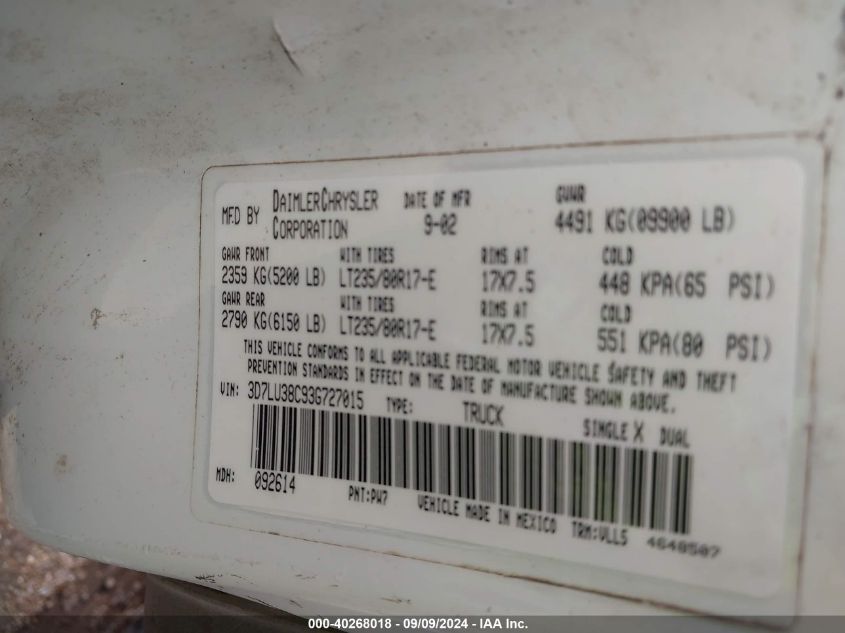 MFD BY DAIMLERCHRYSLER CORPORATION DATE OF MFR 9-02 GVWR 4491 KG(09900 LB)
GAWR FRONT WITH TIRES RIMS AT COLD
2359 KG(5200 LB) LT235/80R17-E 17X7.5 448 KPA(65 PSI)
GAWR REAR WITH TIRES RIMS AT COLD
2790 KG(6150 LB) LT235/80R17-E 17X7.5 551 KPA(80 PSI)
THIS VEHICLE CONFORMS TO ALL APPLICABLE FEDERAL MOTOR VEHICLE SAFETY AND THEFT
PREVENTION STANDARDS IN EFFECT ON THE DATE OF MANUFACTURE SHOWN ABOVE.
VIN: 3D7LU38C93G727015 TYPE: TRUCK SINGLE X DUAL
MDH: 092614 PNT:PW7 VEHICLE MADE IN MEXICO TRM:VLL5 4648507
000-40268018 - 09/09/2024 - IAA Inc.